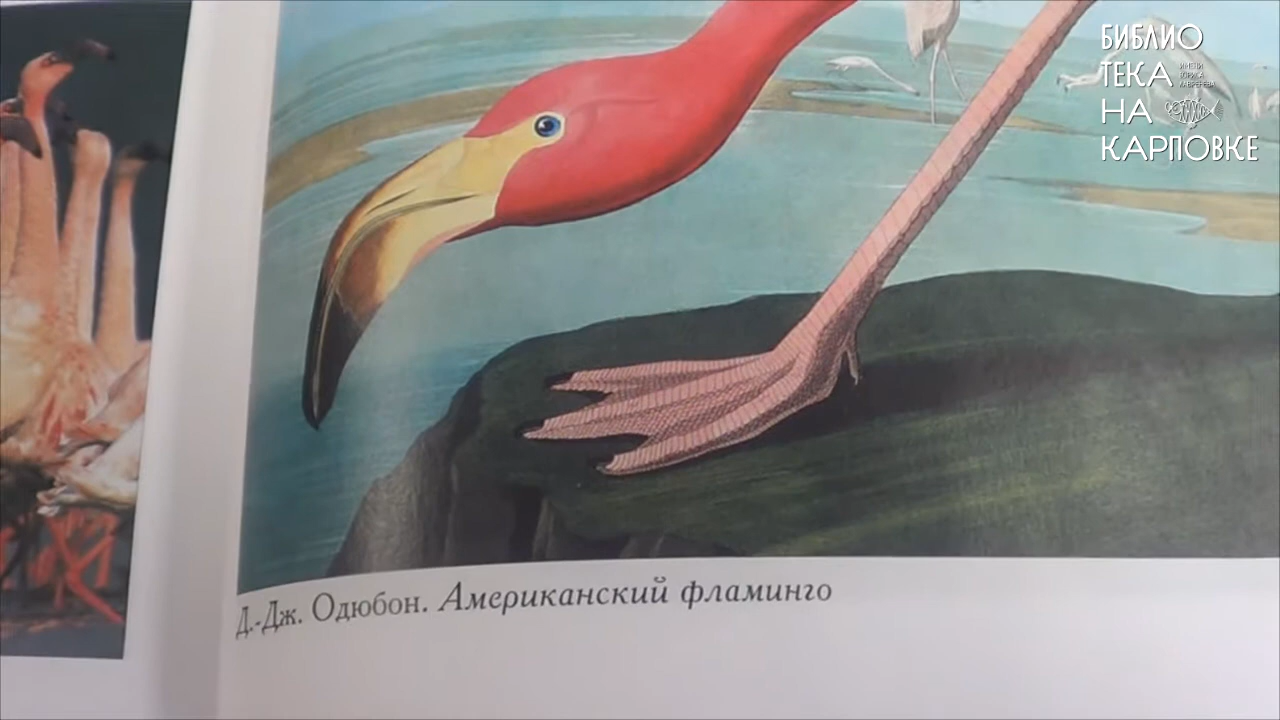 БИБЛИО
ТЕКА
НА
КАРПОВКЕ
Д.-Дж. Одюбон. Американский фламинго